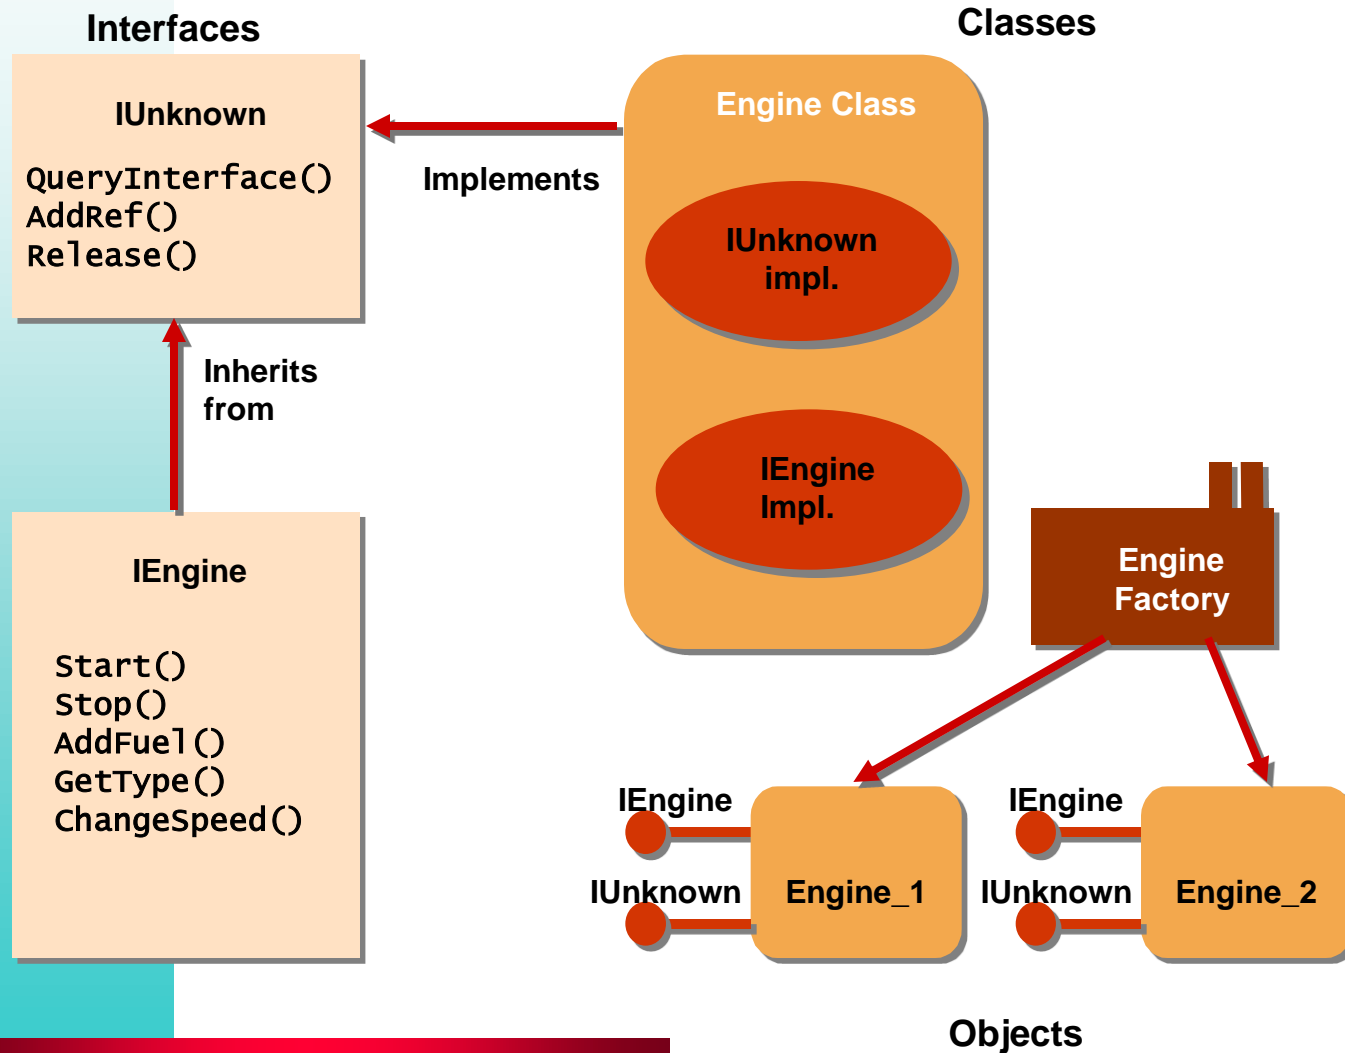 Interfaces
IUnknown
QueryInterface()
AddRef()
Release()
Inherits
from
IEngine
Start()
Stop()
AddFuel()
GetType()
ChangeSpeed()
Implements
Classes
Engine Class
IUnknown
impl.
IEngine
Impl.
Engine
Factory
IEngine
IUnknown
Engine_1
IEngine
IUnknown
Engine_2
Objects